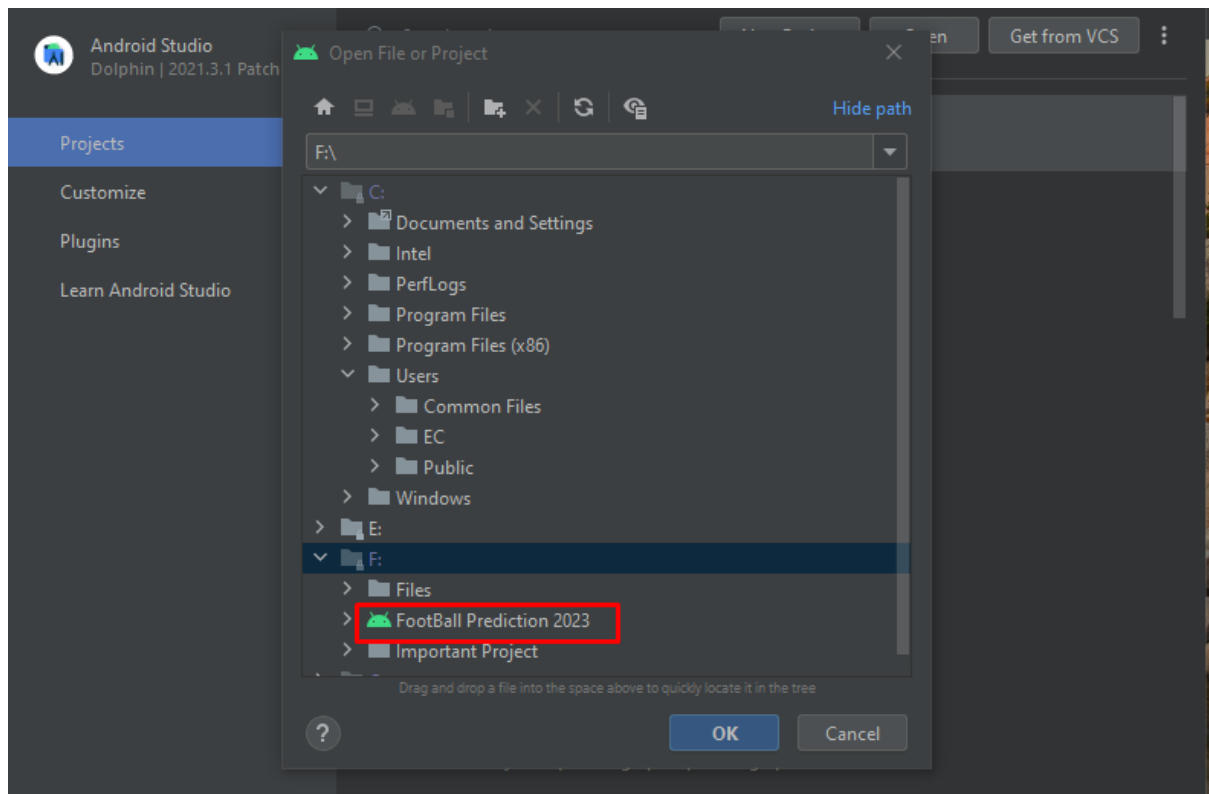 Android Studio
Dolphin | 2021.3.1 Patch
Projects
Customize
Plugins
Learn Android Studio
Get from VCS
Open File or Project
Hide path
F:\
C:
Documents and Settings
Intel
PerfLogs
Program Files
Program Files (x86)
Users
Common Files
EC
Public
Windows
E:
F:
Files
FootBall Prediction 2023
Important Project
Drag and drop a file into the space above to quickly locate it in the tree
?
OK
Cancel